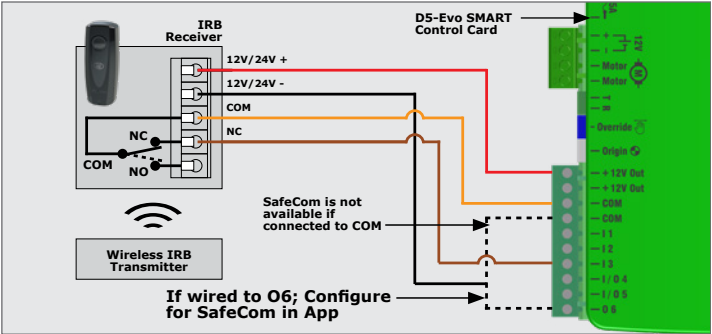 IRB
Receiver
D5-Evo SMART
Control Card
12V/24V +
12V/24V -
COM
NC
NC
COM
NO
Wireless IRB
Transmitter
SafeCom is not
available if
connected to COM
If wired to O6; Configure
for SafeCom in App
5A
+
-
12V
Motor
Motor
M
T
R
Override
Origin
+ 12V Out
+ 12V Out
COM
COM
I 1
I 2
I 3
I / O 4
I / O 5
O 6